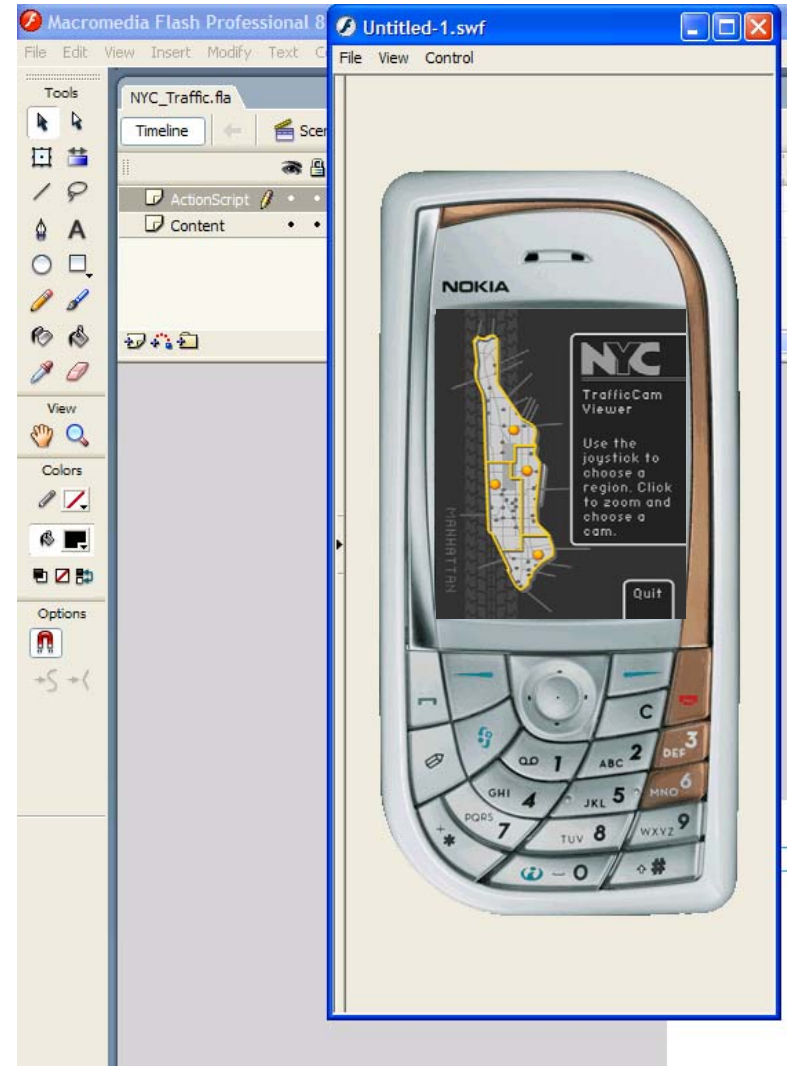 Macromedia Flash Professional 8
File Edit View Insert Modify Text C
Tools
View
Colors
Options
NYC_Traffic.fla
Timeline
Scen
ActionScript
Content
Untitled-1.swf
File View Control
NOKIA
MANHATTAN
NYC
TrafficCam
Viewer
Use the
joystick to
choose a
region. Click
to zoom and
choose a
cam.
Quit
C
1 ABC 2 DEF 3
GHI 4 JKL 5 MNO 6
PQRS 7 TUV 8 WXYZ 9
+ * – 0 #